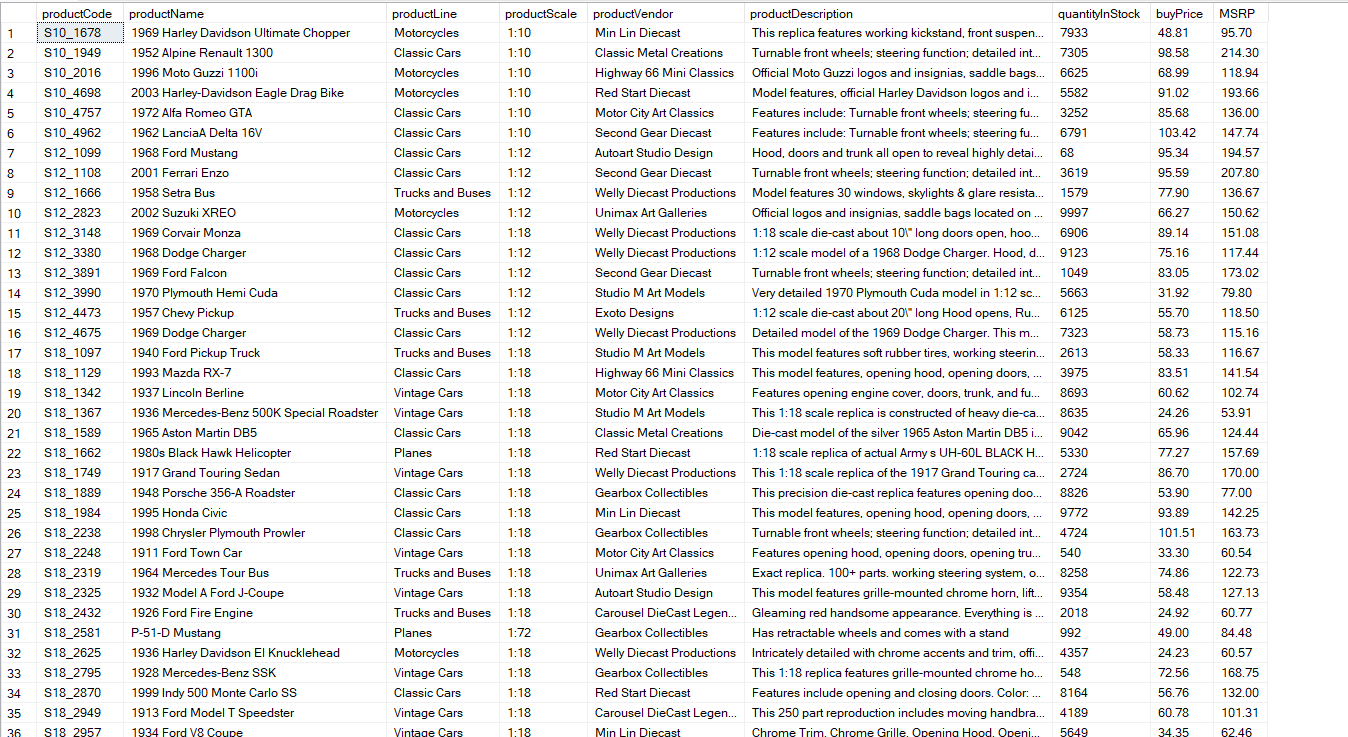 productCode productName productLine productScale productVendor productDescription quantityInStock buyPrice MSRP
1 S10_1678 1969 Harley Davidson Ultimate Chopper Motorcycles 1:10 Min Lin Diecast This replica features working kickstand, front suspen... 7933 48.81 95.70
2 S10_1949 1952 Alpine Renault 1300 Classic Cars 1:10 Classic Metal Creations Turnable front wheels; steering function; detailed int... 7305 98.58 214.30
3 S10_2016 1996 Moto Guzzi 1100i Motorcycles 1:10 Highway 66 Mini Classics Official Moto Guzzi logos and insignias, saddle bags... 6625 68.99 118.94
4 S10_4698 2003 Harley-Davidson Eagle Drag Bike Motorcycles 1:10 Red Start Diecast Model features, official Harley Davidson logos and i... 5582 91.02 193.66
5 S10_4757 1972 Alfa Romeo GTA Classic Cars 1:10 Motor City Art Classics Features include: Turnable front wheels; steering fu... 3252 85.68 136.00
6 S10_4962 1962 LanciaA Delta 16V Classic Cars 1:10 Second Gear Diecast Features include: Turnable front wheels; steering fu... 6791 103.42 147.74
7 S12_1099 1968 Ford Mustang Classic Cars 1:12 Autoart Studio Design Hood, doors and trunk all open to reveal highly detai... 68 95.34 194.57
8 S12_1108 2001 Ferrari Enzo Classic Cars 1:12 Second Gear Diecast Turnable front wheels; steering function; detailed int... 3619 95.59 207.80
9 S12_1666 1958 Setra Bus Trucks and Buses 1:12 Welly Diecast Productions Model features 30 windows, skylights & glare resista... 1579 77.90 136.67
10 S12_2823 2002 Suzuki XREO Motorcycles 1:12 Unimax Art Galleries Official logos and insignias, saddle bags located on ... 9997 66.27 150.62
11 S12_3148 1969 Corvair Monza Classic Cars 1:18 Welly Diecast Productions 1:18 scale die-cast about 10\" long doors open, hoo... 6906 89.14 151.08
12 S12_3380 1968 Dodge Charger Classic Cars 1:12 Welly Diecast Productions 1:12 scale model of a 1968 Dodge Charger. Hood, d... 9123 75.16 117.44
13 S12_3891 1969 Ford Falcon Classic Cars 1:12 Second Gear Diecast Turnable front wheels; steering function; detailed int... 1049 83.05 173.02
14 S12_3990 1970 Plymouth Hemi Cuda Classic Cars 1:12 Studio M Art Models Very detailed 1970 Plymouth Cuda model in 1:12 sc... 5663 31.92 79.80
15 S12_4473 1957 Chevy Pickup Trucks and Buses 1:12 Exoto Designs 1:12 scale die-cast about 20\" long Hood opens, Ru... 6125 55.70 118.50
16 S12_4675 1969 Dodge Charger Classic Cars 1:12 Welly Diecast Productions Detailed model of the 1969 Dodge Charger. This m... 7323 58.73 115.16
17 S18_1097 1940 Ford Pickup Truck Trucks and Buses 1:18 Studio M Art Models This model features soft rubber tires, working steerin... 2613 58.33 116.67
18 S18_1129 1993 Mazda RX-7 Classic Cars 1:18 Highway 66 Mini Classics This model features, opening hood, opening doors, ... 3975 83.51 141.54
19 S18_1342 1937 Lincoln Berline Vintage Cars 1:18 Motor City Art Classics Features opening engine cover, doors, trunk, and fu... 8693 60.62 102.74
20 S18_1367 1936 Mercedes-Benz 500K Special Roadster Vintage Cars 1:18 Studio M Art Models This 1:18 scale replica is constructed of heavy die-ca... 8635 24.26 53.91
21 S18_1589 1965 Aston Martin DB5 Classic Cars 1:18 Classic Metal Creations Die-cast model of the silver 1965 Aston Martin DB5 i... 9042 65.96 124.44
22 S18_1662 1980s Black Hawk Helicopter Planes 1:18 Red Start Diecast 1:18 scale replica of actual Army s UH-60L BLACK H... 5330 77.27 157.69
23 S18_1749 1917 Grand Touring Sedan Vintage Cars 1:18 Welly Diecast Productions This 1:18 scale replica of the 1917 Grand Touring ca... 2724 86.70 170.00
24 S18_1889 1948 Porsche 356-A Roadster Classic Cars 1:18 Gearbox Collectibles This precision die-cast replica features opening doo... 8826 53.90 77.00
25 S18_1984 1995 Honda Civic Classic Cars 1:18 Min Lin Diecast This model features, opening hood, opening doors, ... 9772 93.89 142.25
26 S18_2238 1998 Chrysler Plymouth Prowler Classic Cars 1:18 Gearbox Collectibles Turnable front wheels; steering function; detailed int... 4724 101.51 163.73
27 S18_2248 1911 Ford Town Car Vintage Cars 1:18 Motor City Art Classics Features opening hood, opening doors, opening tru... 540 33.30 60.54
28 S18_2319 1964 Mercedes Tour Bus Trucks and Buses 1:18 Unimax Art Galleries Exact replica. 100+ parts. working steering system, o... 8258 74.86 122.73
29 S18_2325 1932 Model A Ford J-Coupe Vintage Cars 1:18 Autoart Studio Design This model features grille-mounted chrome horn, lift... 9354 58.48 127.13
30 S18_2432 1926 Ford Fire Engine Trucks and Buses 1:18 Carousel DieCast Legen... Gleaming red handsome appearance. Everything is ... 2018 24.92 60.77
31 S18_2581 P-51-D Mustang Planes 1:72 Gearbox Collectibles Has retractable wheels and comes with a stand 992 49.00 84.48
32 S18_2625 1936 Harley Davidson El Knucklehead Motorcycles 1:18 Welly Diecast Productions Intricately detailed with chrome accents and trim, offi... 4357 24.23 60.57
33 S18_2795 1928 Mercedes-Benz SSK Vintage Cars 1:18 Gearbox Collectibles This 1:18 replica features grille-mounted chrome ho... 548 72.56 168.75
34 S18_2870 1999 Indy 500 Monte Carlo SS Classic Cars 1:18 Red Start Diecast Features include opening and closing doors. Color: ... 8164 56.76 132.00
35 S18_2949 1913 Ford Model T Speedster Vintage Cars 1:18 Carousel DieCast Legen... This 250 part reproduction includes moving handbra... 4189 60.78 101.31
36 S18_2957 1934 Ford V8 Coupe Vintage Cars 1:18 Min Lin Diecast Chrome Trim, Chrome Grille, Opening Hood, Openi... 5649 34.35 62.46